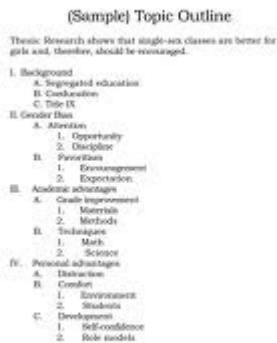 (Sample) Topic Outline
Thesis: Research shows that single-sex classes are better for
girls and, therefore, should be encouraged.
I. Background
A. Segregated education
B. Coeducation
C. Title IX
II. Gender Bias
A. Attention
1. Opportunity
2. Discipline
B. Favoritism
1. Encouragement
2. Expectation
III. Academic advantages
A. Grade improvement
1. Materials
2. Methods
B. Techniques
1. Math
2. Science
IV. Personal advantages
A. Distraction
B. Comfort
1. Environment
2. Students
C. Development
1. Self-confidence
2. Role models